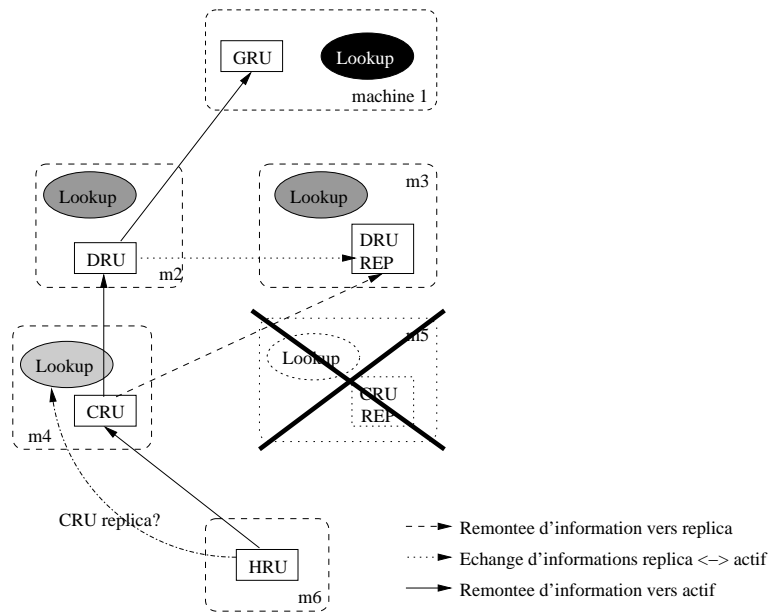 GRU
Lookup
machine 1
Lookup
DRU
m2
Lookup
m3
DRU
REP
Lookup
CRU
m4
Lookup
m5
CRU
REP
CRU replica?
HRU
m6
Remontee d'information vers replica
Echange d'informations replica <−> actif
Remontee d'information vers actif